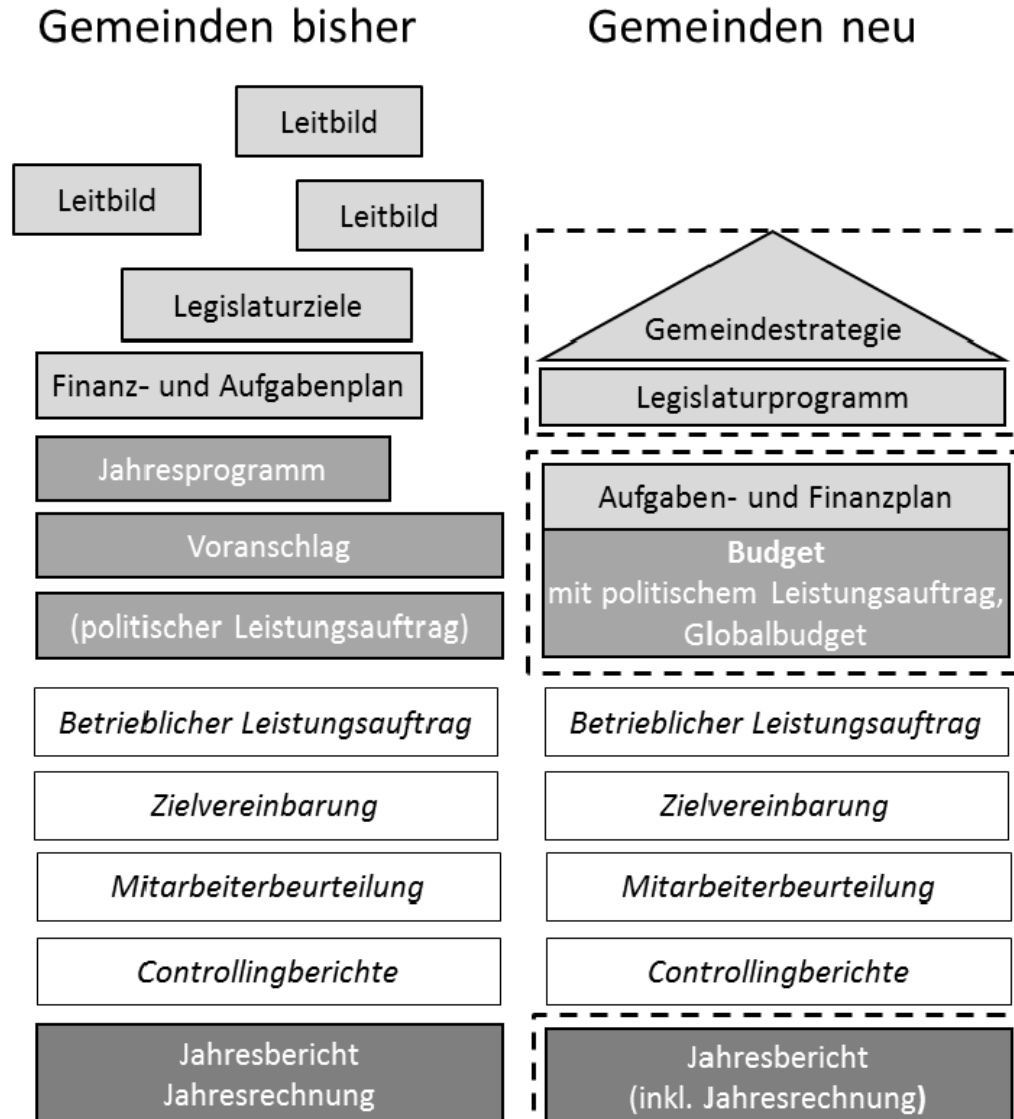 Gemeinden bisher
Leitbild
Leitbild
Leitbild
Legislaturziele
Finanz- und Aufgabenplan
Jahresprogramm
Voranschlag
(politischer Leistungsauftrag)
Betrieblicher Leistungsauftrag
Zielvereinbarung
Mitarbeiterbeurteilung
Controllingberichte
Jahresbericht
Jahresrechnung
Gemeinden neu
Gemeindestrategie
Legislaturprogramm
Aufgaben- und Finanzplan
Budget
mit politischem Leistungsauftrag,
Globalbudget
Betrieblicher Leistungsauftrag
Zielvereinbarung
Mitarbeiterbeurteilung
Controllingberichte
Jahresbericht
(inkl. Jahresrechnung)